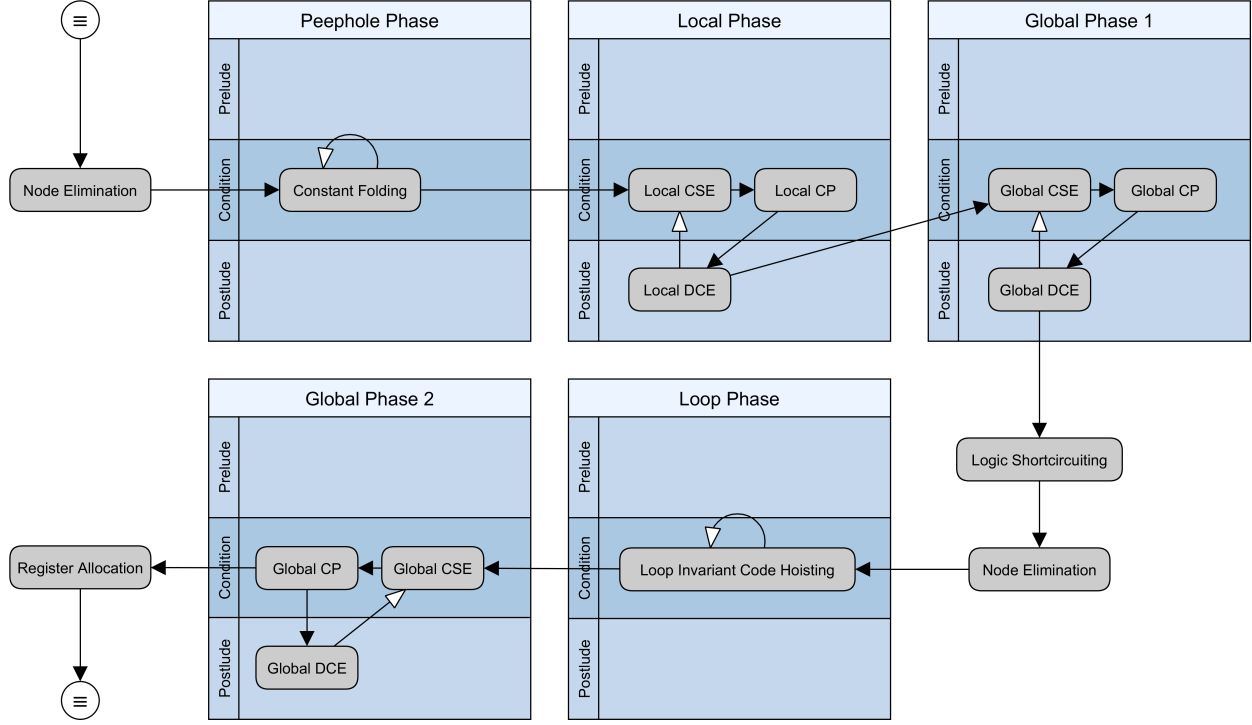 Peephole Phase
Local Phase
Global Phase 1
Prelude
Prelude
Prelude
Node Elimination
Condition
Constant Folding
Condition
Local CSE
Local CP
Condition
Global CSE
Global CP
Postlude
Postlude
Local DCE
Postlude
Global DCE
Global Phase 2
Loop Phase
Prelude
Prelude
Logic Shortcircuiting
Register Allocation
Condition
Global CP
Global CSE
Condition
Loop Invariant Code Hoisting
Node Elimination
Postlude
Global DCE
Postlude